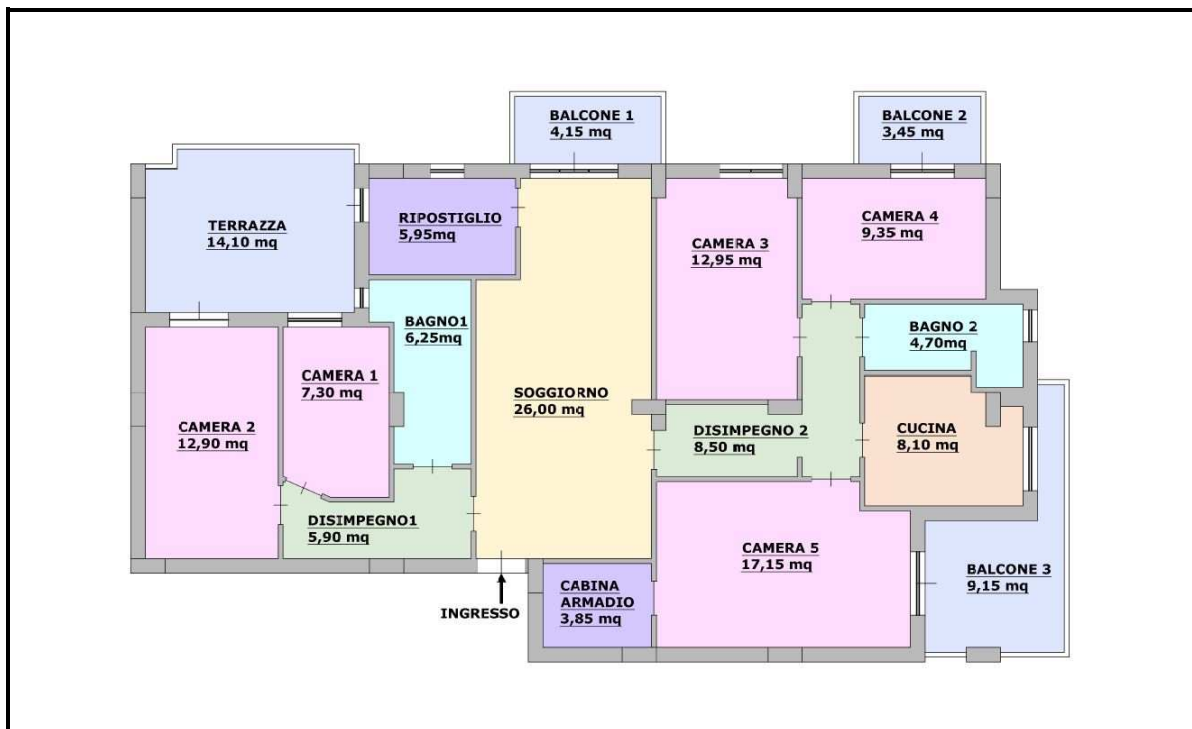 BALCONE 1
4,15 mq
BALCONE 2
3,45 mq
TERRAZZA
14,10 mq
RIPOSTIGLIO
5,95mq
CAMERA 3
12,95 mq
CAMERA 4
9,35 mq
BAGNO1
6,25mq
BAGNO 2
4,70mq
CAMERA 1
7,30 mq
SOGGIORNO
26,00 mq
CAMERA 2
12,90 mq
DISIMPEGNO 2
8,50 mq
CUCINA
8,10 mq
DISIMPEGNO1
5,90 mq
CAMERA 5
17,15 mq
BALCONE 3
9,15 mq
CABINA
ARMADIO
3,85 mq
INGRESSO